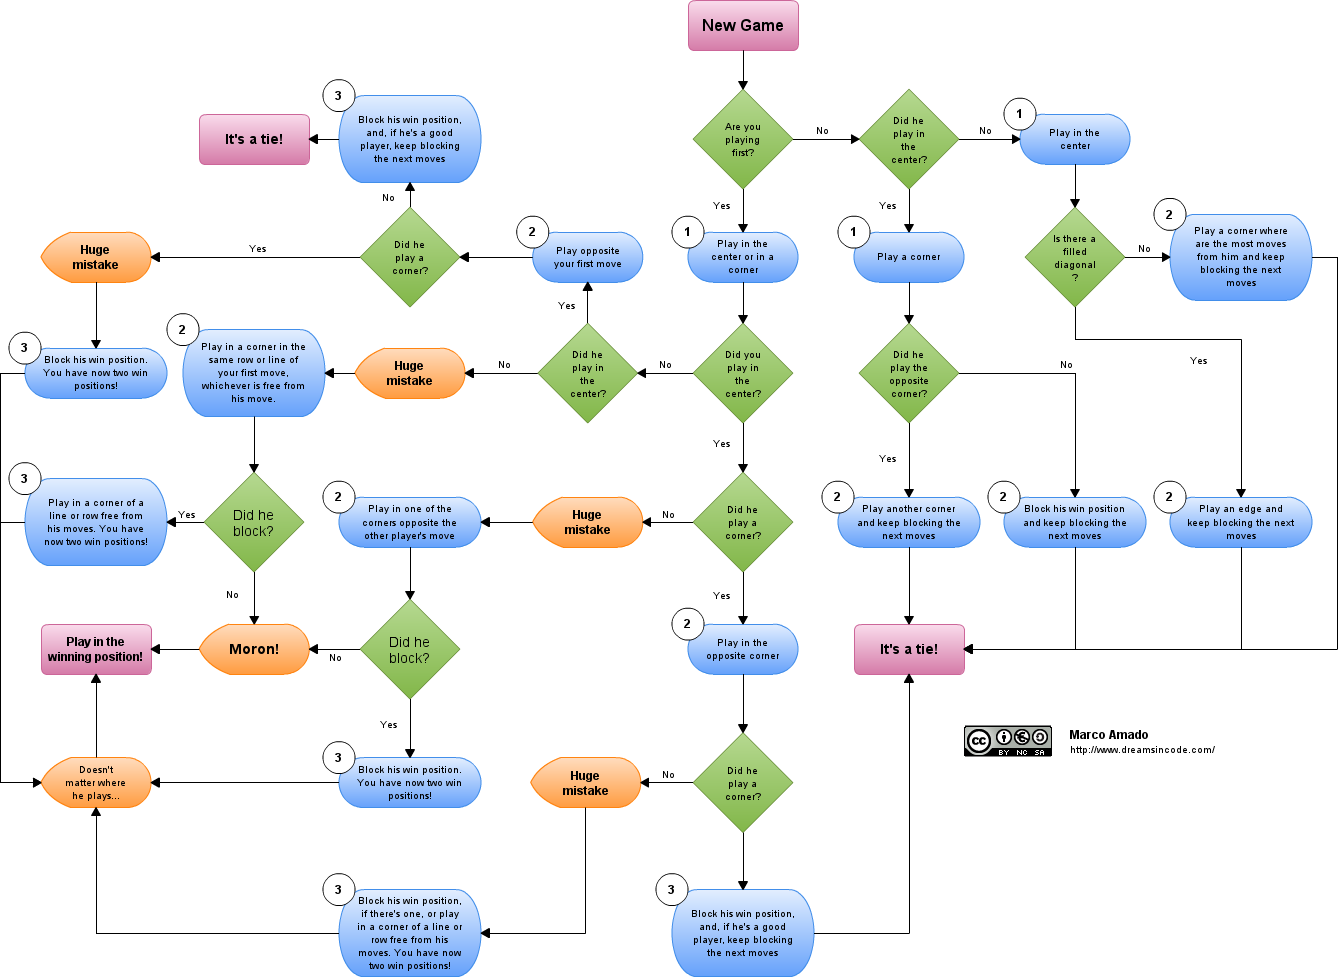 New Game
3
Block his win position,
and, if he's a good
player, keep blocking
the next moves
It's a tie!
Are you
playing
first?
No
Did he
play in
the
center?
No
1
Play in the
center
No
Yes
Yes
Huge
mistake
Yes
Did he
play a
corner?
2
Play opposite
your first move
1
Play in the
center or in a
corner
1
Play a corner
Is there a
filled
diagonal
?
No
2
Play a corner where
are the most moves
from him and keep
blocking the next
moves
Yes
3
Block his win position.
You have now two win
positions!
2
Play in a corner in the
same row or line of
your first move,
whichever is free from
his move.
Huge
mistake
No
Did he
play in
the
center?
No
Did you
play in
the
center?
Did he
play the
opposite
corner?
No
Yes
Yes
Yes
3
Play in a corner of a
line or row free from
his moves. You have
now two win positions!
Yes
Did he
block?
2
Play in one of the
corners opposite the
other player's move
Huge
mistake
No
Did he
play a
corner?
2
Play another corner
and keep blocking the
next moves
2
Block his win position
and keep blocking the
next moves
2
Play an edge and
keep blocking the next
moves
No
Yes
Play in the
winning position!
Moron!
No
Did he
block?
2
Play in the
opposite corner
It's a tie!
Yes
Marco Amado
http://www.dreamsincode.com/
cc
BY NC SA
Doesn't
matter where
he plays...
3
Block his win position.
You have now two win
positions!
Huge
mistake
No
Did he
play a
corner?
3
Block his win position,
if there's one, or play
in a corner of a line or
row free from his
moves. You have now
two win positions!
3
Block his win position,
and, if he's a good
player, keep blocking
the next moves